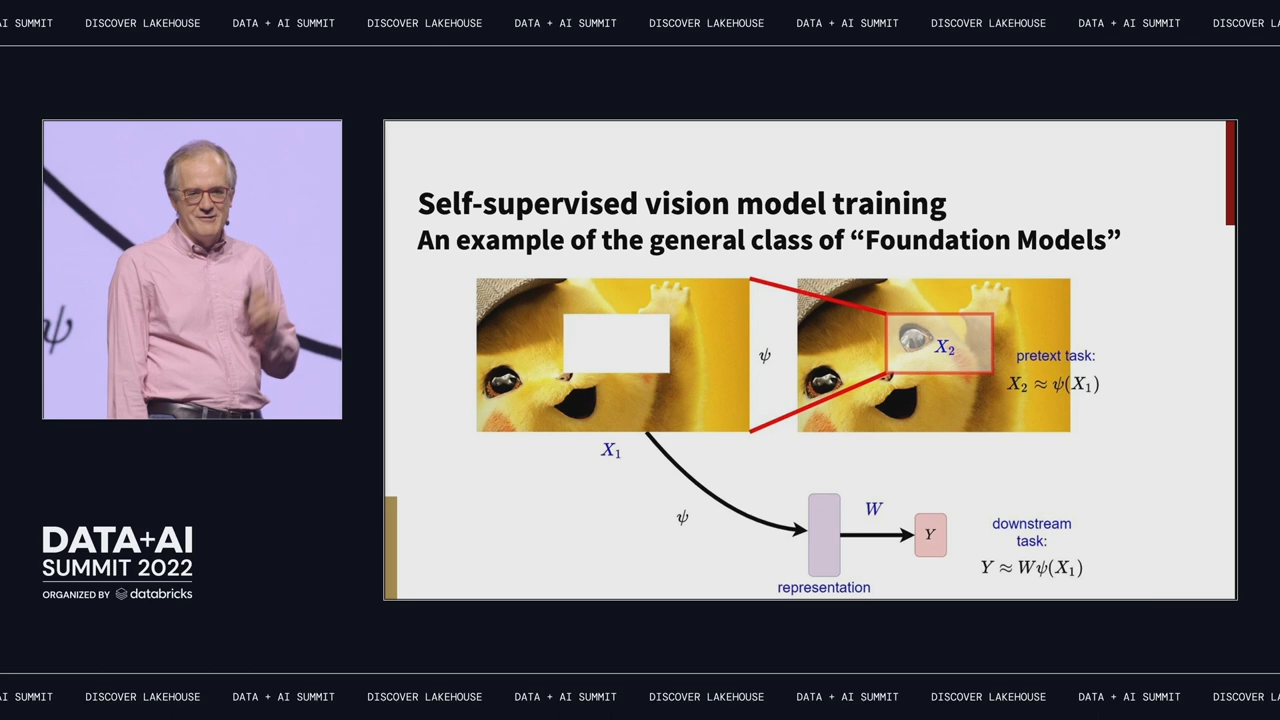 AI SUMMIT DISCOVER LAKEHOUSE DATA + AI SUMMIT DISCOVER LAKEHOUSE DATA + AI SUMMIT DISCOVER LAKEHOUSE DATA + AI SUMMIT DISCOVER LAKEHOUSE DATA + AI SUMMIT DISCOVER LA
Self-supervised vision model training
An example of the general class of “Foundation Models”
ψ
ψ
X₂
pretext task:
X₂ ≈ ψ(X₁)
X₁
ψ
W
Y
representation
downstream
task:
Y ≈ Wψ(X₁)
DATA+AI
SUMMIT 2022
ORGANIZED BY databricks
AI SUMMIT DISCOVER LAKEHOUSE DATA + AI SUMMIT DISCOVER LAKEHOUSE DATA + AI SUMMIT DISCOVER LAKEHOUSE DATA + AI SUMMIT DISCOVER LAKEHOUSE DATA + AI SUMMIT DISCOVER LA